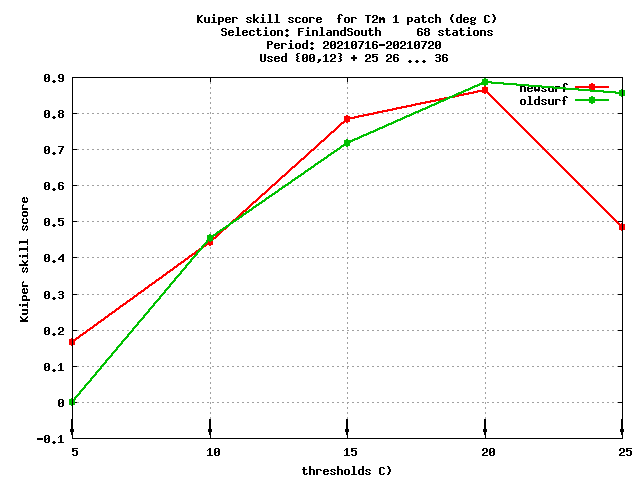 Kuiper skill score  for T2m 1 patch (deg C)
Selection: FinlandSouth     68 stations
Period: 20210716-20210720
Used {00,12} + 25 26 ... 36
newsurf
oldsurf
0.9
0.8
0.7
0.6
0.5
0.4
0.3
0.2
0.1
0
-0.1
Kuiper skill score
5
10
15
20
25
thresholds C)